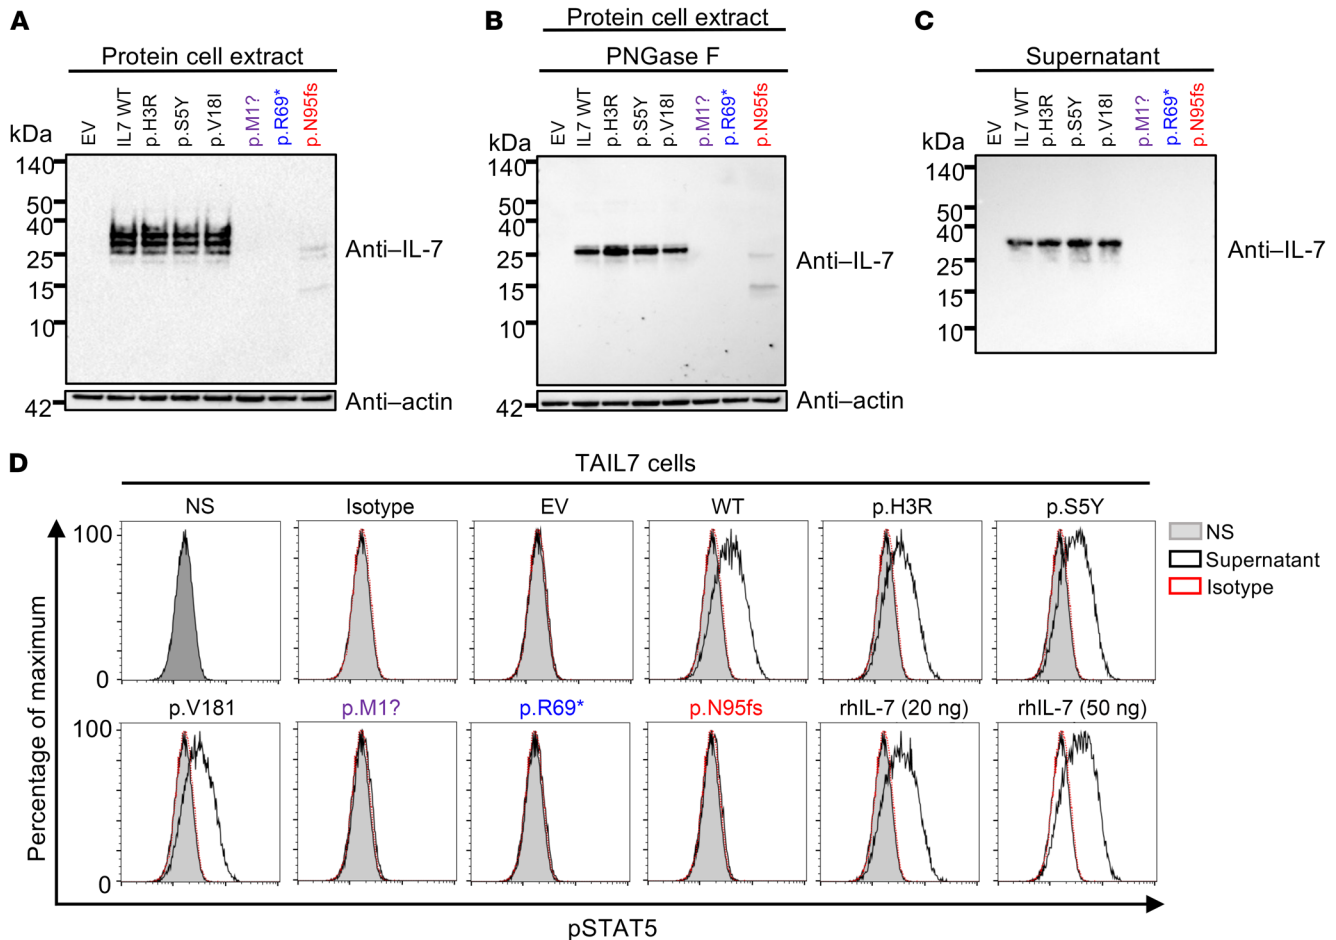 A
Protein cell extract
kDa
EV
IL7 WT
p.H3R
p.S5Y
p.V18I
p.M1?
p.R69*
p.N95fs
140
50
40
25
15
10
Anti–IL-7
42
Anti–actin
B
Protein cell extract
PNGase F
kDa
EV
IL7 WT
p.H3R
p.S5Y
p.V18I
p.M1?
p.R69*
p.N95fs
140
50
40
25
15
10
Anti–IL-7
42
Anti–actin
C
Supernatant
kDa
EV
IL7 WT
p.H3R
p.S5Y
p.V18I
p.M1?
p.R69*
p.N95fs
140
50
40
25
15
10
Anti–IL-7
D
TAIL7 cells
NS Isotype EV WT p.H3R p.S5Y
100
0
NS
Supernatant
Isotype
p.V181 p.M1? p.R69* p.N95fs rhIL-7 (20 ng) rhIL-7 (50 ng)
100
0
Percentage of maximum
pSTAT5